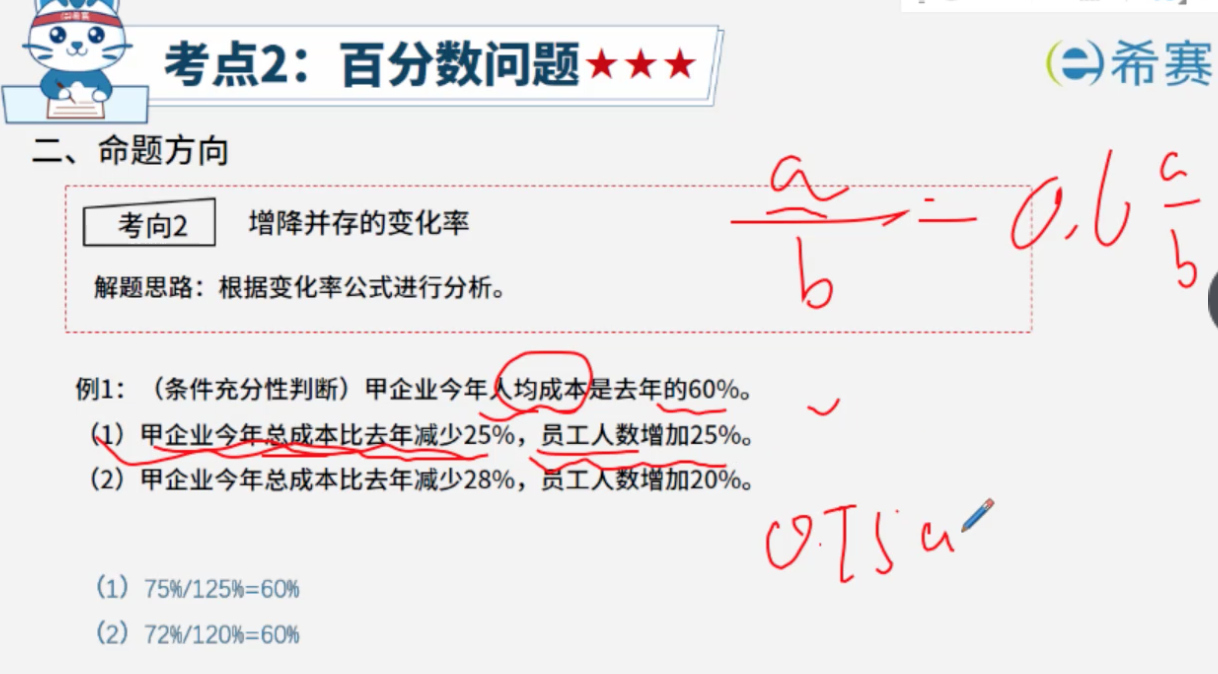 考点2：百分数问题★★★
希赛
二、命题方向
考向2 增降并存的变化率
解题思路：根据变化率公式进行分析。
a/b = 0.6 a/b
例1：（条件充分性判断）甲企业今年人均成本是去年的60%。
（1）甲企业今年总成本比去年减少25%，员工人数增加25%。
（2）甲企业今年总成本比去年减少28%，员工人数增加20%。
0.75a
（1）75%/125%=60%
（2）72%/120%=60%